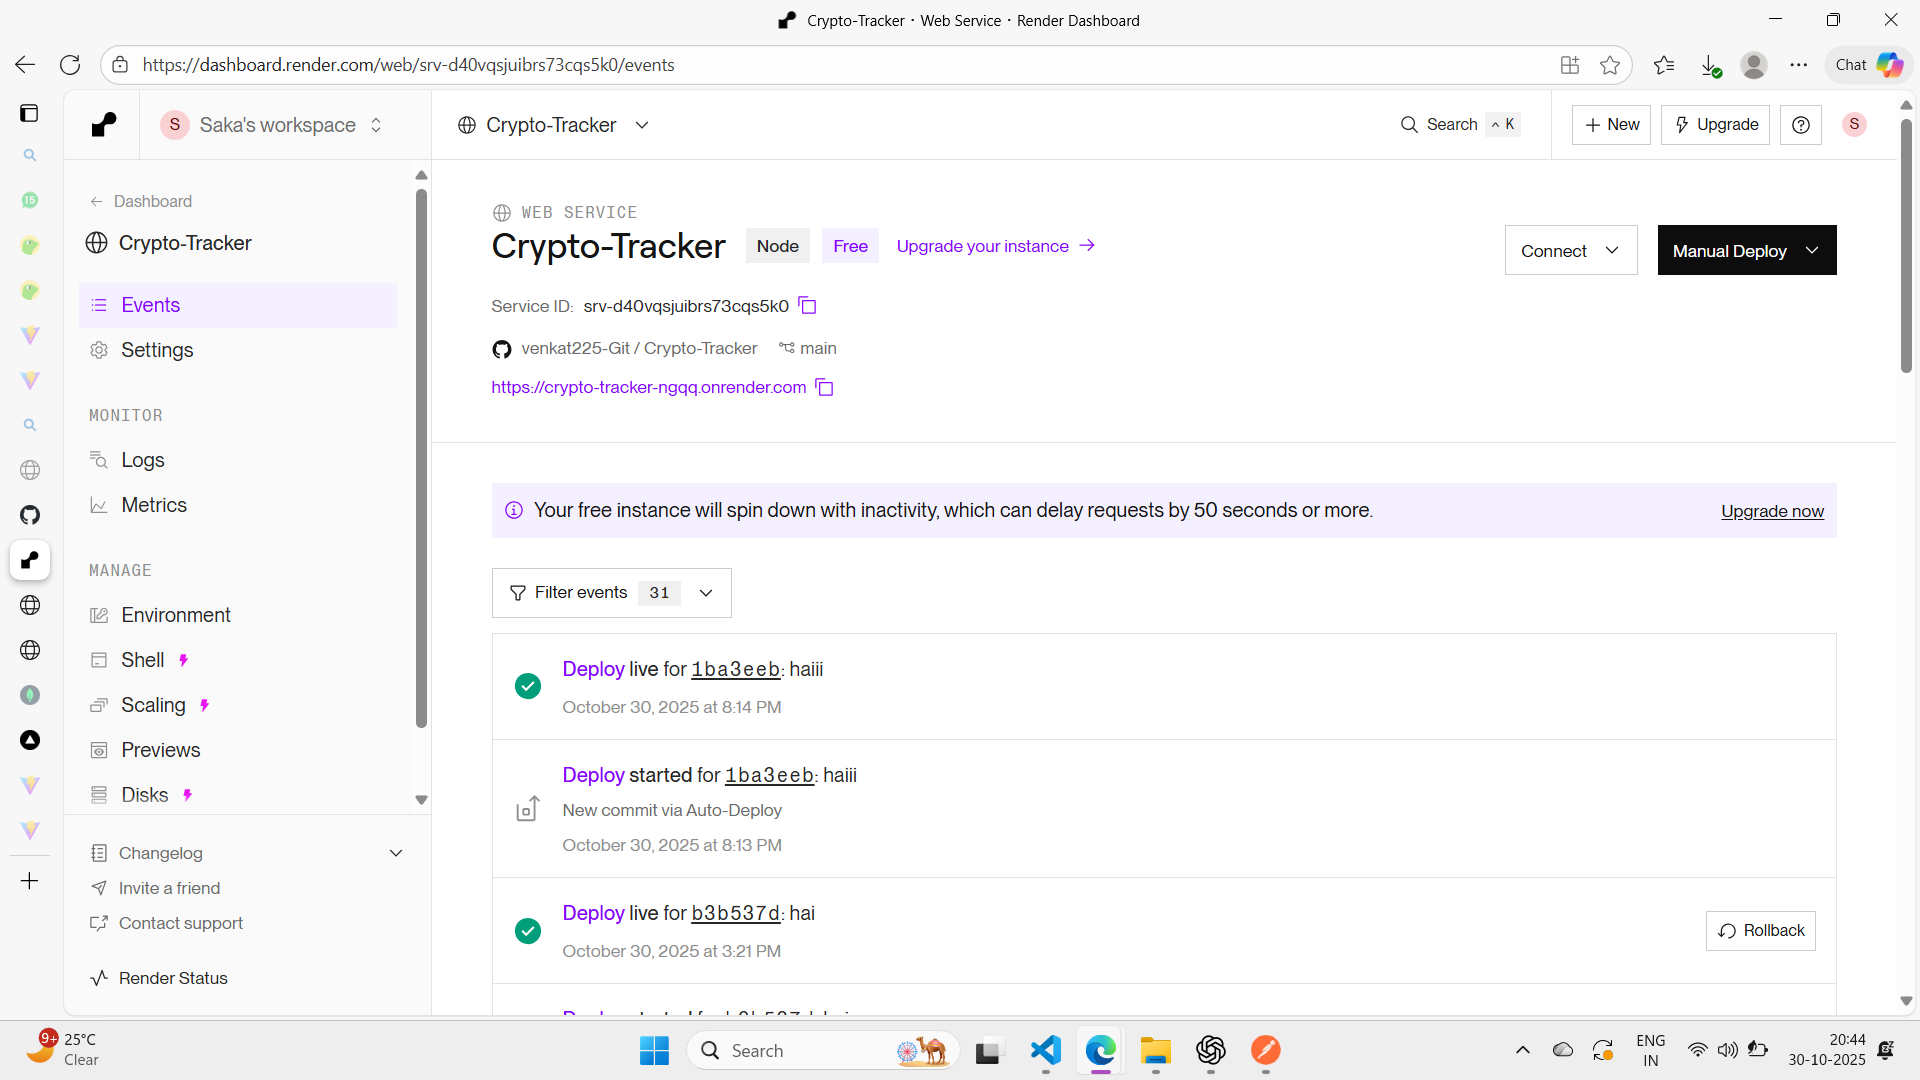 Crypto-Tracker · Web Service · Render Dashboard
https://dashboard.render.com/web/srv-d40vqsjuibrs73cqs5k0/events
Chat
S Saka's workspace
Crypto-Tracker
Search ^ K
+ New
Upgrade
S
15
← Dashboard
Crypto-Tracker
Events
Settings
MONITOR
Logs
Metrics
MANAGE
Environment
Shell
Scaling
Previews
Disks
Changelog
Invite a friend
Contact support
Render Status
WEB SERVICE
Crypto-Tracker Node Free Upgrade your instance →
Connect
Manual Deploy
Service ID: srv-d40vqsjuibrs73cqs5k0
venkat225-Git / Crypto-Tracker main
https://crypto-tracker-ngqq.onrender.com
Your free instance will spin down with inactivity, which can delay requests by 50 seconds or more.
Upgrade now
Filter events 31
Deploy live for 1ba3eeb: haiii
October 30, 2025 at 8:14 PM
Deploy started for 1ba3eeb: haiii
New commit via Auto-Deploy
October 30, 2025 at 8:13 PM
Deploy live for b3b537d: hai
October 30, 2025 at 3:21 PM
Rollback
Deploy started for b3b537d: hai
9+
25°C
Clear
Search
ENG
IN
20:44
30-10-2025